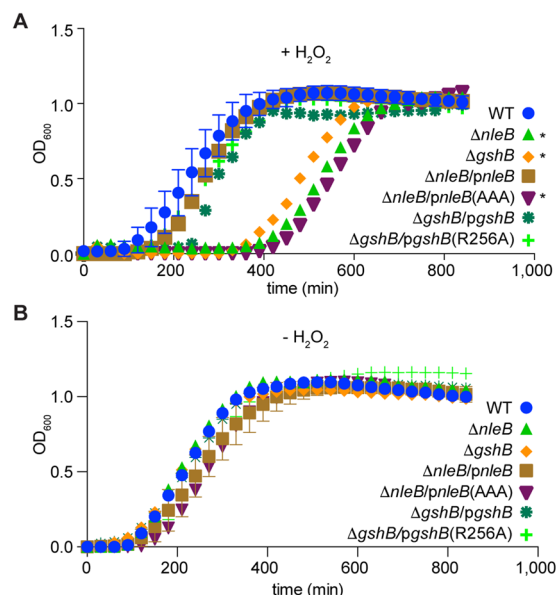 A
+ H₂O₂
1.5
1.0
0.5
0.0
OD₆₀₀
0 200 400 600 800 1,000
time (min)
WT
ΔnleB *
ΔgshB *
ΔnleB/pnleB
ΔnleB/pnleB(AAA) *
ΔgshB/pgshB
ΔgshB/pgshB(R256A)
B
- H₂O₂
1.5
1.0
0.5
0.0
OD₆₀₀
0 200 400 600 800 1,000
time (min)
WT
ΔnleB
ΔgshB
ΔnleB/pnleB
ΔnleB/pnleB(AAA)
ΔgshB/pgshB
ΔgshB/pgshB(R256A)